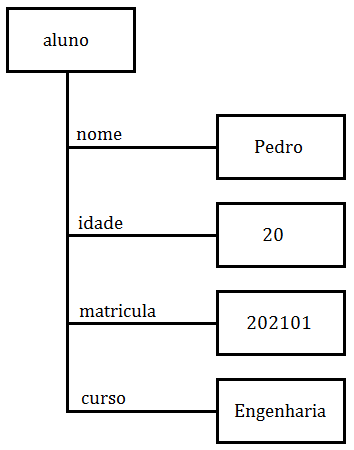 aluno
nome
Pedro
idade
20
matricula
202101
curso
Engenharia